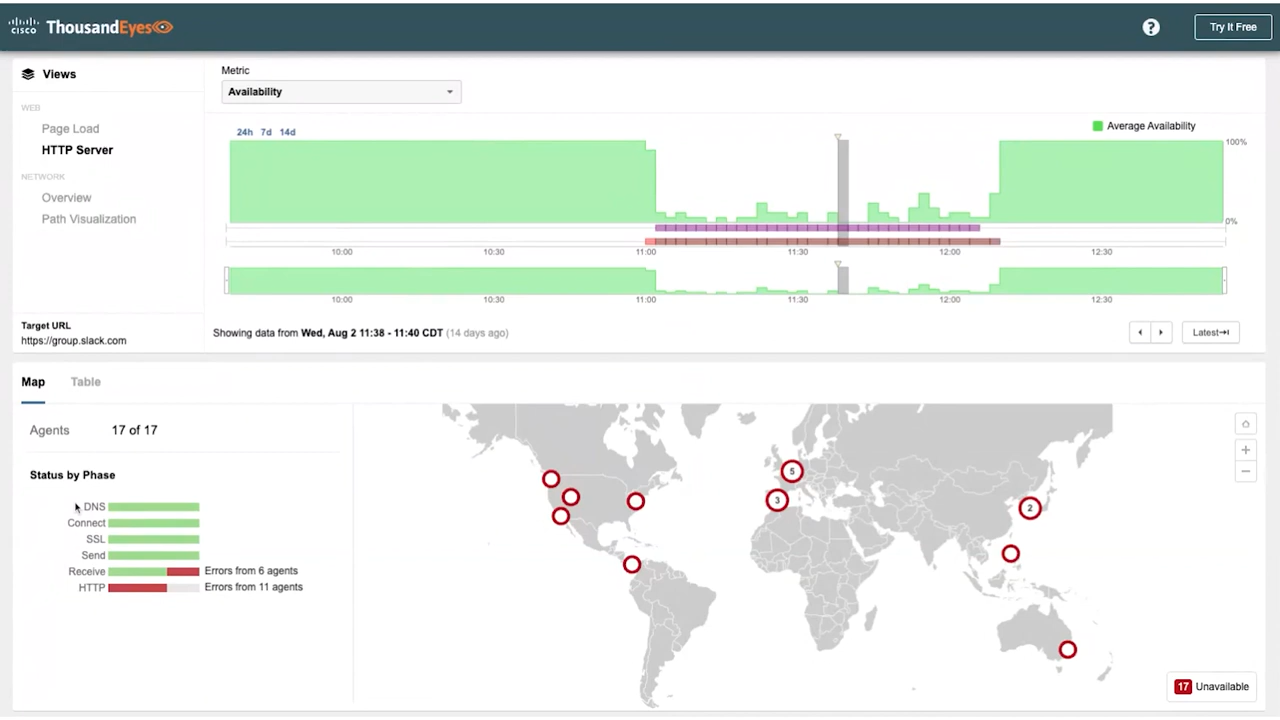 cisco ThousandEyes
? Try It Free
Views
WEB
Page Load
HTTP Server
NETWORK
Overview
Path Visualization
Target URL
https://group.slack.com
Metric
Availability
24h 7d 14d
Average Availability
100%
0%
10:00 10:30 11:00 11:30 12:00 12:30
10:00 10:30 11:00 11:30 12:00 12:30
Showing data from Wed, Aug 2 11:38 - 11:40 CDT (14 days ago)
Latest
Map Table
Agents 17 of 17
Status by Phase
DNS
Connect
SSL
Send
Receive Errors from 6 agents
HTTP Errors from 11 agents
5
3
2
17 Unavailable